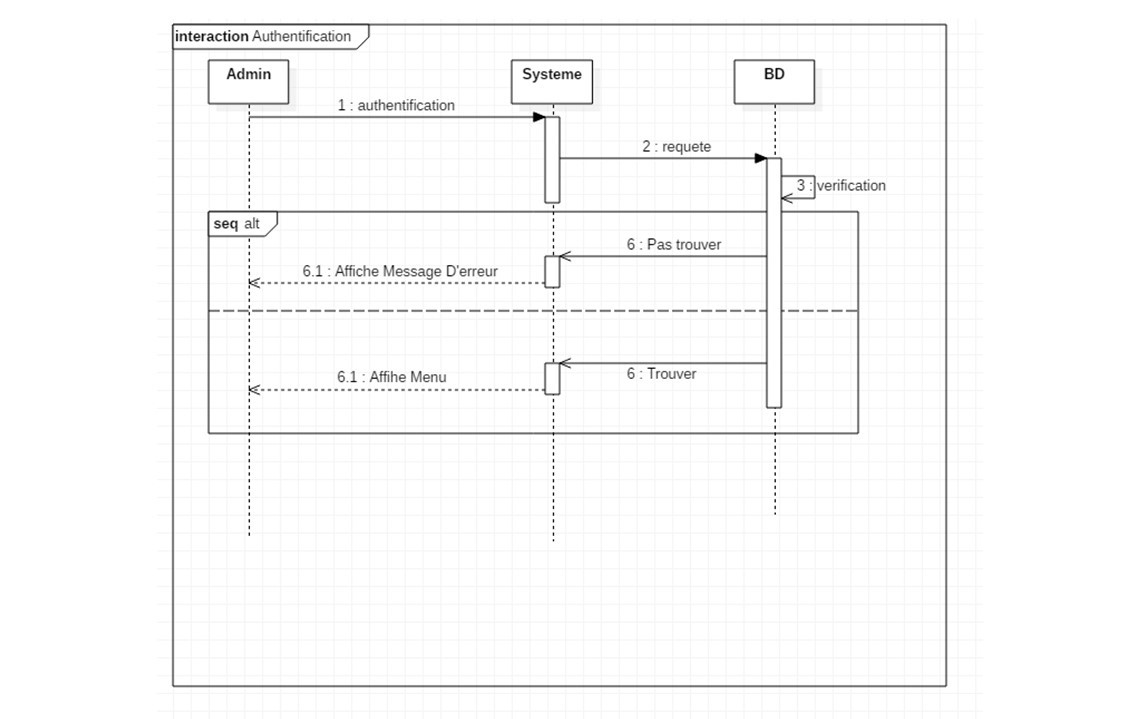 interaction Authentification
Admin
Systeme
BD
1 : authentification
2 : requete
3 : verification
seq alt
6 : Pas trouver
6.1 : Affiche Message D'erreur
6 : Trouver
6.1 : Affihe Menu